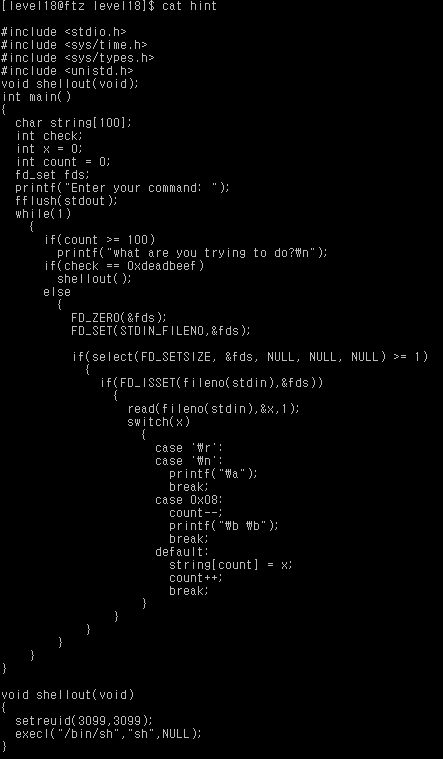 [level18@ftz level18]$ cat hint
#include <stdio.h>
#include <sys/time.h>
#include <sys/types.h>
#include <unistd.h>
void shellout(void);
int main()
{
  char string[100];
  int check;
  int x = 0;
  int count = 0;
  fd_set fds;
  printf("Enter your command: ");
  fflush(stdout);
  while(1)
    {
      if(count >= 100)
        printf("what are you trying to do?₩n");
      if(check == 0xdeadbeef)
        shellout();
      else
        {
          FD_ZERO(&fds);
          FD_SET(STDIN_FILENO,&fds);
          if(select(FD_SETSIZE, &fds, NULL, NULL, NULL) >= 1)
            {
              if(FD_ISSET(fileno(stdin),&fds))
                {
                  read(fileno(stdin),&x,1);
                  switch(x)
                    {
                      case '₩r':
                      case '₩n':
                        printf("₩a");
                        break;
                      case 0x08:
                        count--;
                        printf("₩b ₩b");
                        break;
                      default:
                        string[count] = x;
                        count++;
                        break;
                    }
                }
            }
        }
    }
}
void shellout(void)
{
  setreuid(3099,3099);
  execl("/bin/sh","sh",NULL);
}